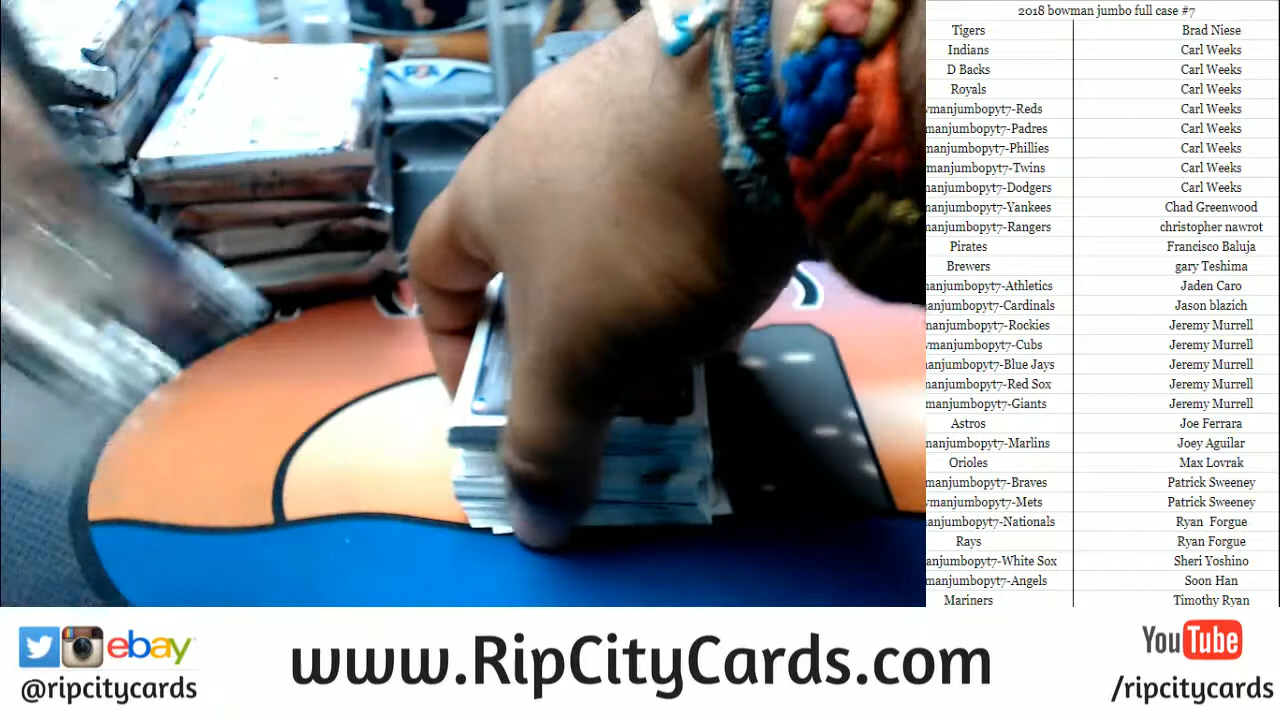 2018 bowman jumbo full case #7
Tigers Brad Niese
Indians Carl Weeks
D Backs Carl Weeks
Royals Carl Weeks
wmanjumbopyt7-Reds Carl Weeks
manjumbopyt7-Padres Carl Weeks
manjumbopyt7-Phillies Carl Weeks
manjumbopyt7-Twins Carl Weeks
manjumbopyt7-Dodgers Carl Weeks
manjumbopyt7-Yankees Chad Greenwood
manjumbopyt7-Rangers christopher nawrot
Pirates Francisco Baluja
Brewers gary Teshima
manjumbopyt7-Athletics Jaden Caro
manjumbopyt7-Cardinals Jason blazich
manjumbopyt7-Rockies Jeremy Murrell
wmanjumbopyt7-Cubs Jeremy Murrell
manjumbopyt7-Blue Jays Jeremy Murrell
manjumbopyt7-Red Sox Jeremy Murrell
manjumbopyt7-Giants Jeremy Murrell
Astros Joe Ferrara
manjumbopyt7-Marlins Joey Aguilar
Orioles Max Lovrak
manjumbopyt7-Braves Patrick Sweeney
wmanjumbopyt7-Mets Patrick Sweeney
anjumbopyt7-Nationals Ryan Forgue
Rays Ryan Forgue
anjumbopyt7-White Sox Sheri Yoshino
manjumbopyt7-Angels Soon Han
Mariners Timothy Ryan
ebay
@ripcitycards
www.RipCityCards.com
YouTube
/ripcitycards